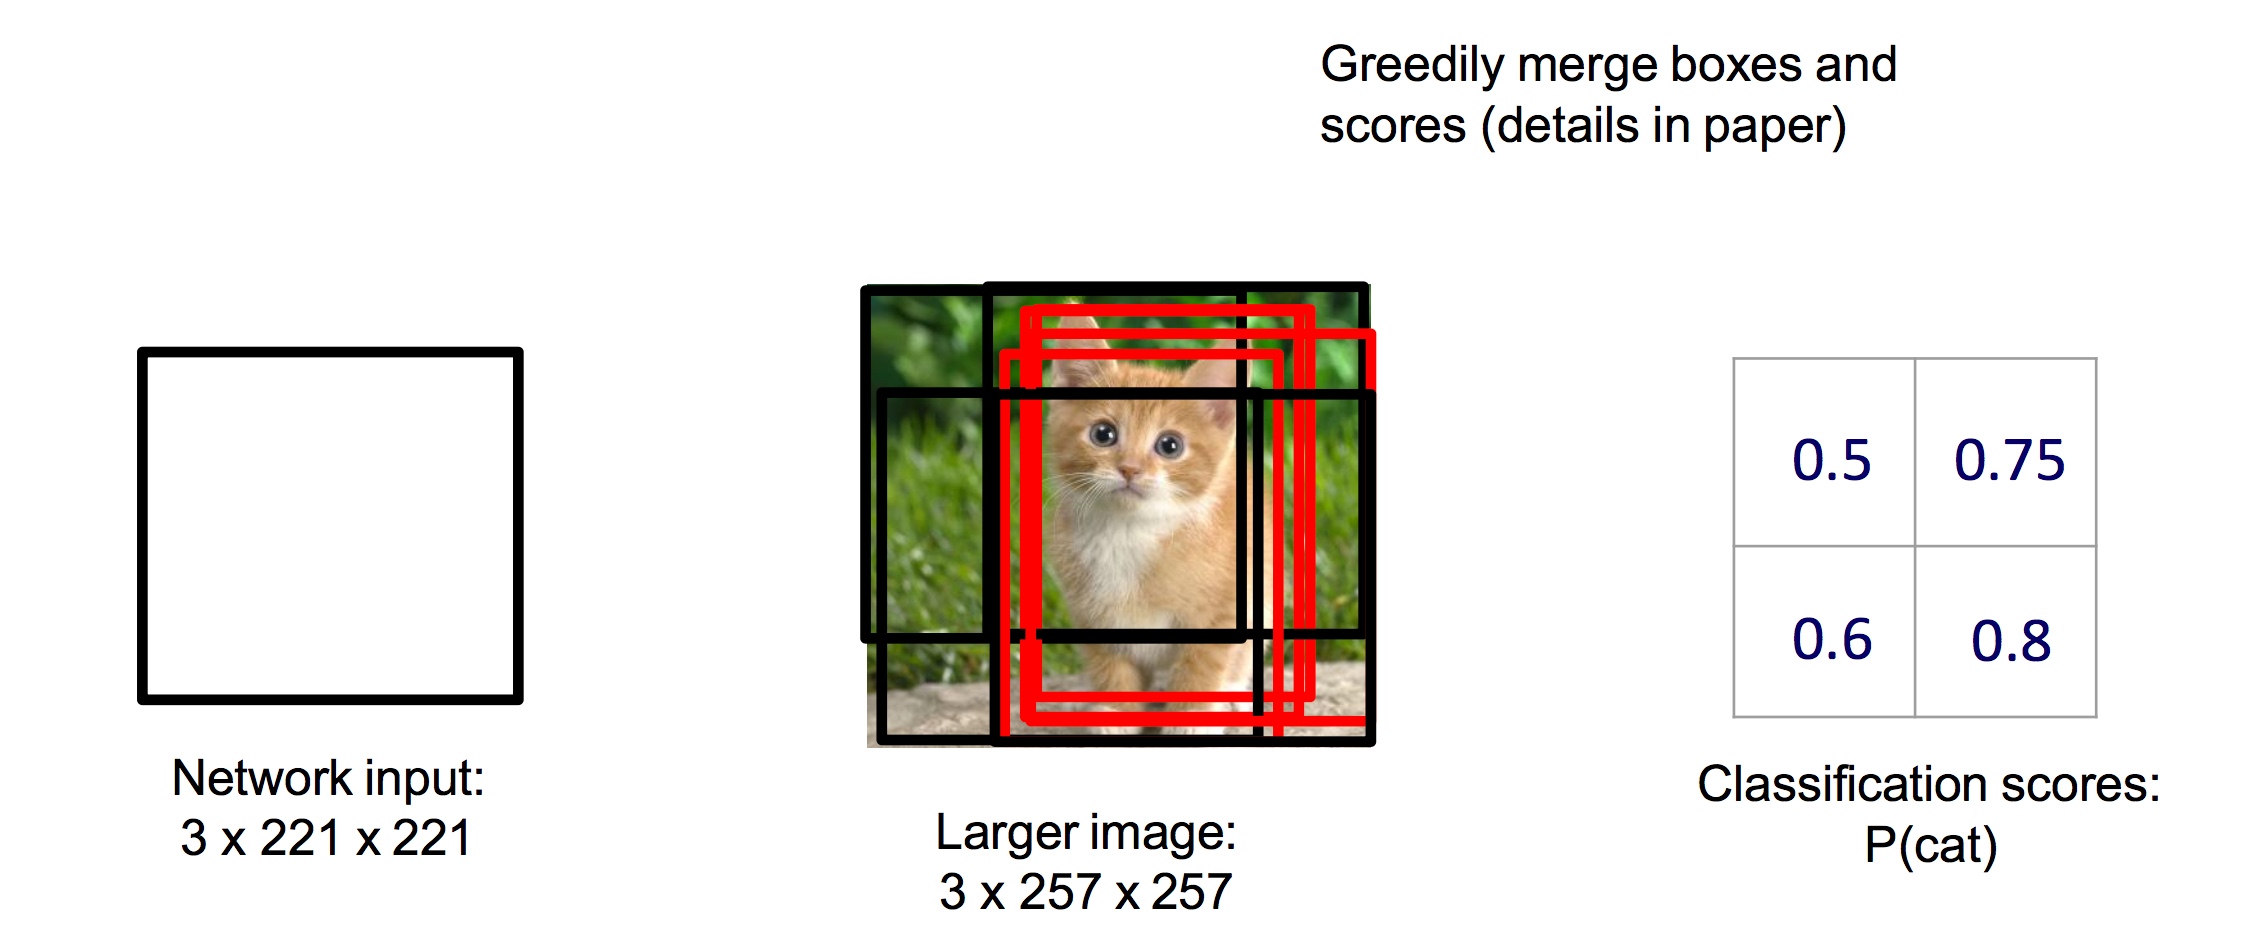 Greedily merge boxes and
scores (details in paper)
Network input:
3 x 221 x 221
Larger image:
3 x 257 x 257
0.5 0.75
0.6 0.8
Classification scores:
P(cat)